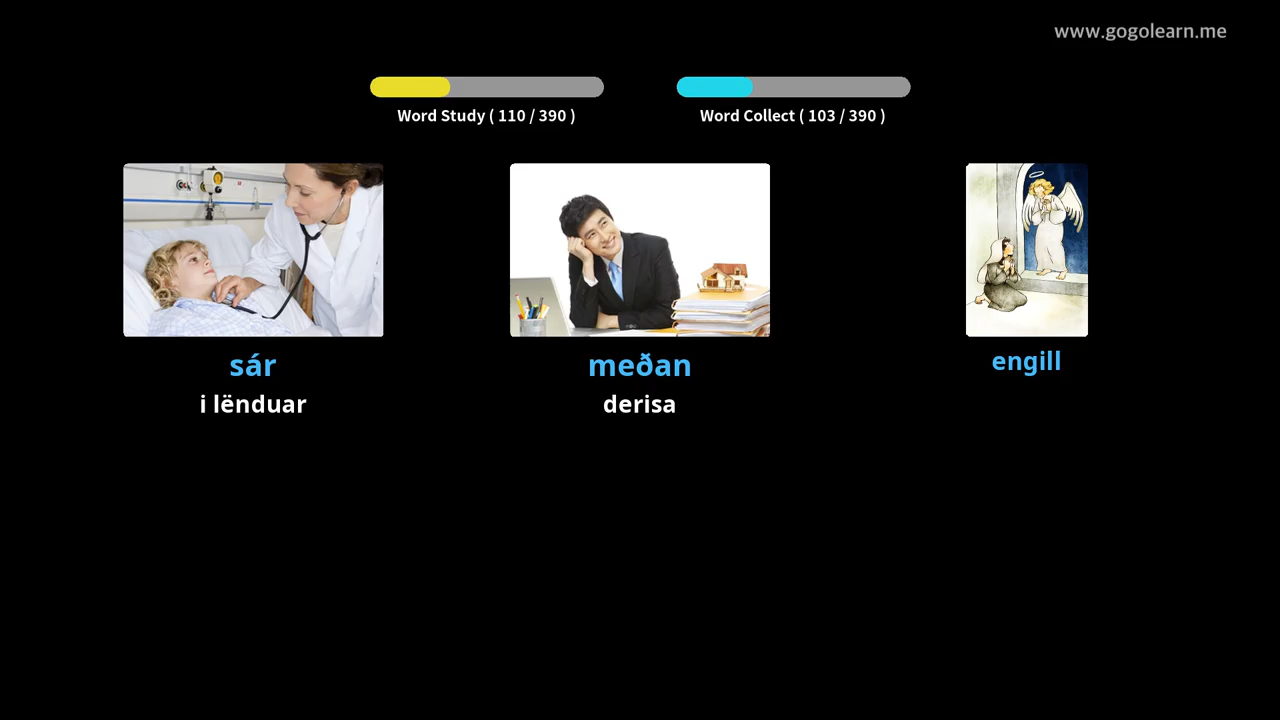 www.gogolearn.me
Word Study ( 110 / 390 )
Word Collect ( 103 / 390 )
sár
i lënduar
meðan
derisa
engill